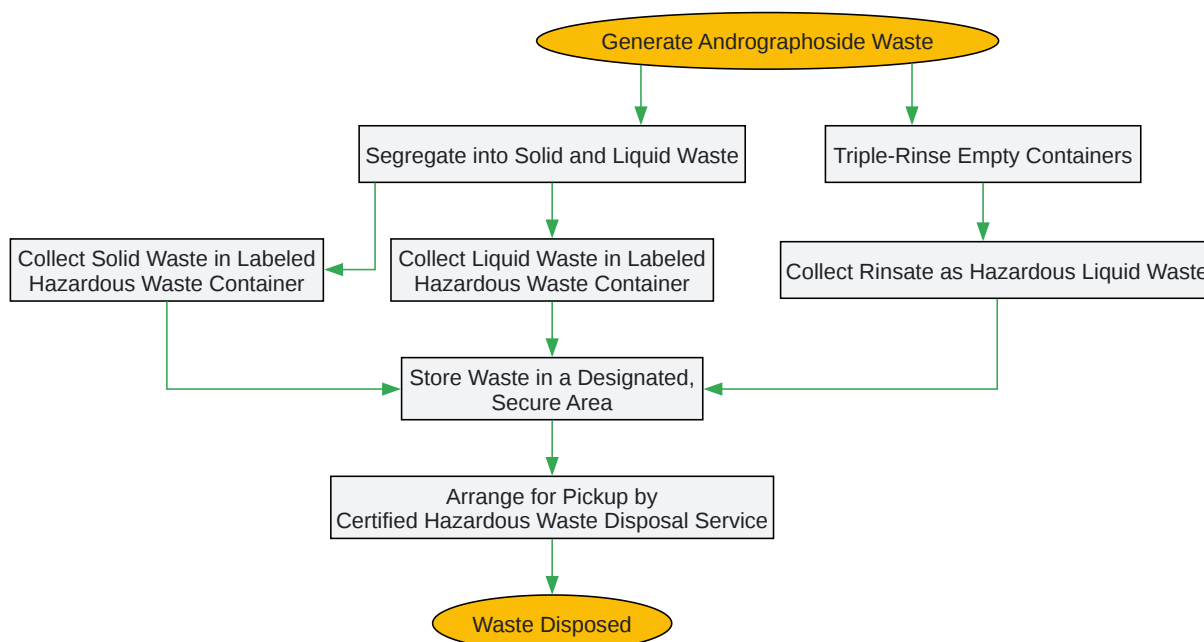 Generate Andrographoside Waste
Segregate into Solid and Liquid Waste
Triple-Rinse Empty Containers
Collect Solid Waste in Labeled
Hazardous Waste Container
Collect Liquid Waste in Labeled
Hazardous Waste Container
Collect Rinsate as Hazardous Liquid Waste
Store Waste in a Designated,
Secure Area
Arrange for Pickup by
Certified Hazardous Waste Disposal Service
Waste Disposed